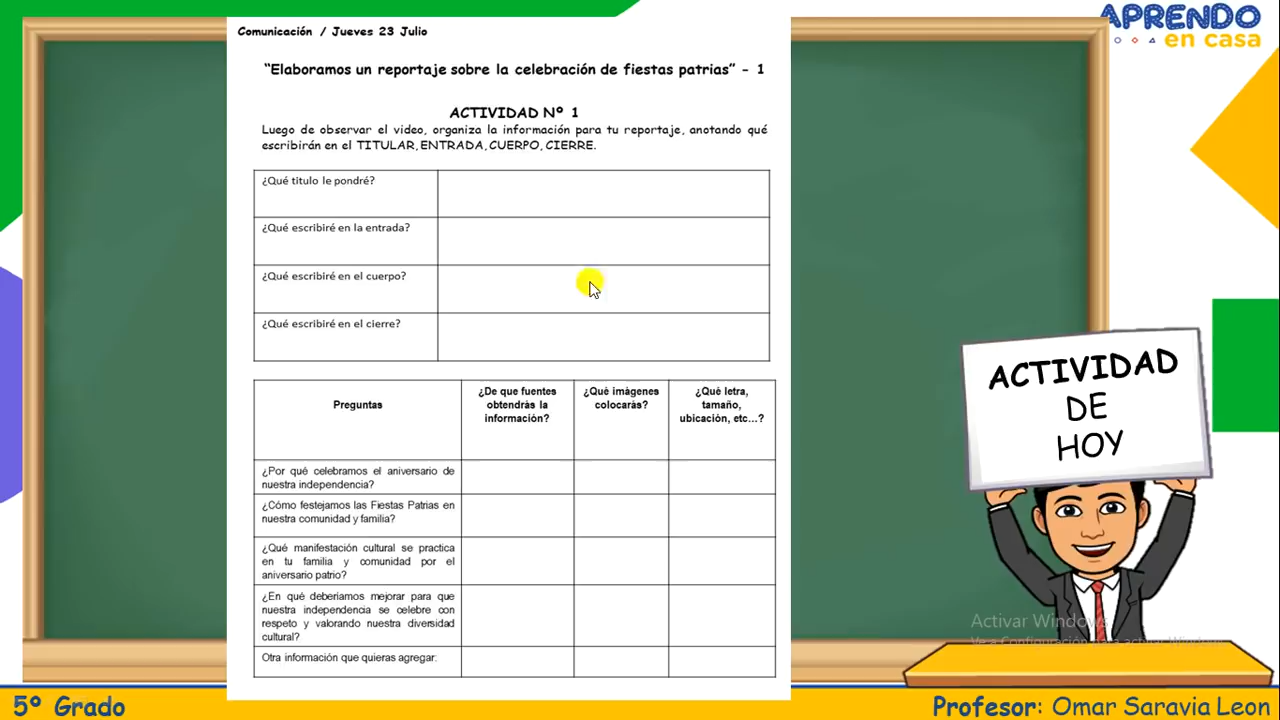 Comunicación / Jueves 23 Julio
APRENDO
en casa
“Elaboramos un reportaje sobre la celebración de fiestas patrias” - 1
ACTIVIDAD Nº 1
Luego de observar el video, organiza la información para tu reportaje, anotando qué
escribirán en el TITULAR, ENTRADA, CUERPO, CIERRE.
¿Qué titulo le pondré?
¿Qué escribiré en la entrada?
¿Qué escribiré en el cuerpo?
¿Qué escribiré en el cierre?
Preguntas
¿De que fuentes
obtendrás la
información?
¿Qué imágenes
colocarás?
¿Qué letra,
tamaño,
ubicación, etc...?
¿Por qué celebramos el aniversario de
nuestra independencia?
¿Cómo festejamos las Fiestas Patrias en
nuestra comunidad y familia?
¿Qué manifestación cultural se practica
en tu familia y comunidad por el
aniversario patrio?
¿En qué deberíamos mejorar para que
nuestra independencia se celebre con
respeto y valorando nuestra diversidad
cultural?
Otra información que quieras agregar:
ACTIVIDAD
DE
HOY
Activar Windows
Ve a Configuración para activar Windows.
5º Grado
Profesor: Omar Saravia Leon